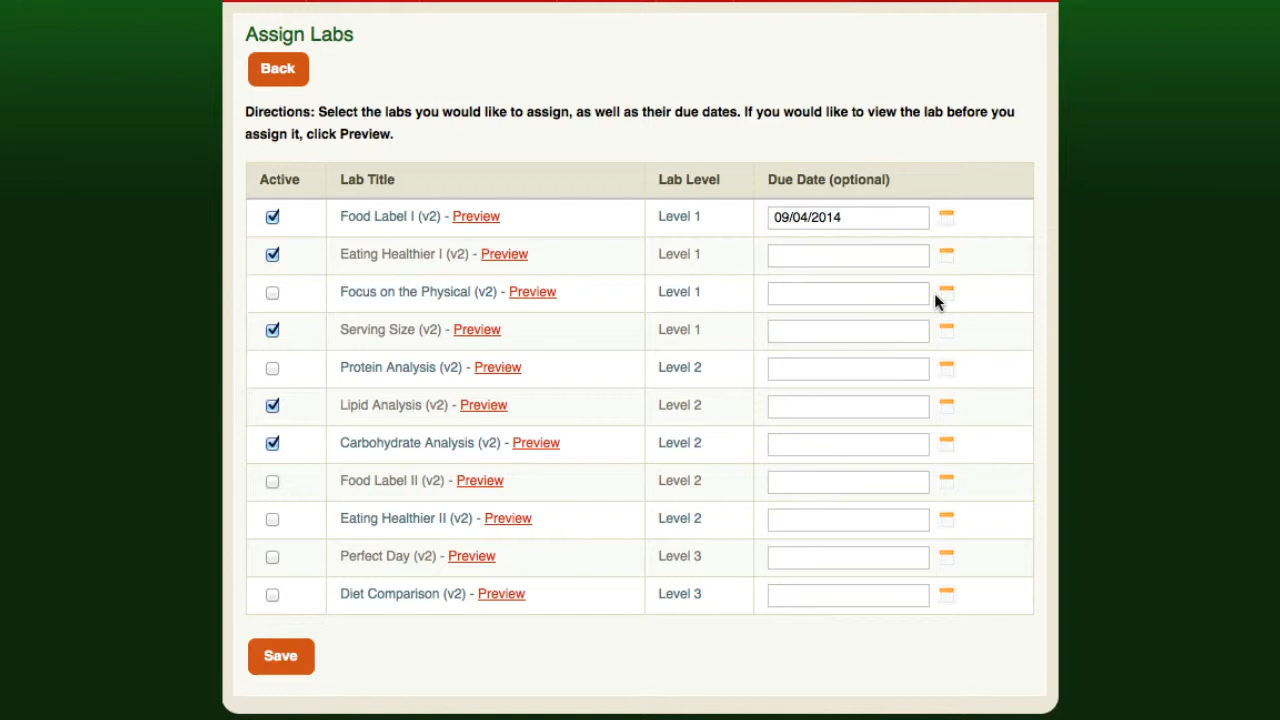 Assign Labs
Back
Directions: Select the labs you would like to assign, as well as their due dates. If you would like to view the lab before you
assign it, click Preview.
Active Lab Title Lab Level Due Date (optional)
Food Label I (v2) - Preview Level 1 09/04/2014
Eating Healthier I (v2) - Preview Level 1
Focus on the Physical (v2) - Preview Level 1
Serving Size (v2) - Preview Level 1
Protein Analysis (v2) - Preview Level 2
Lipid Analysis (v2) - Preview Level 2
Carbohydrate Analysis (v2) - Preview Level 2
Food Label II (v2) - Preview Level 2
Eating Healthier II (v2) - Preview Level 2
Perfect Day (v2) - Preview Level 3
Diet Comparison (v2) - Preview Level 3
Save